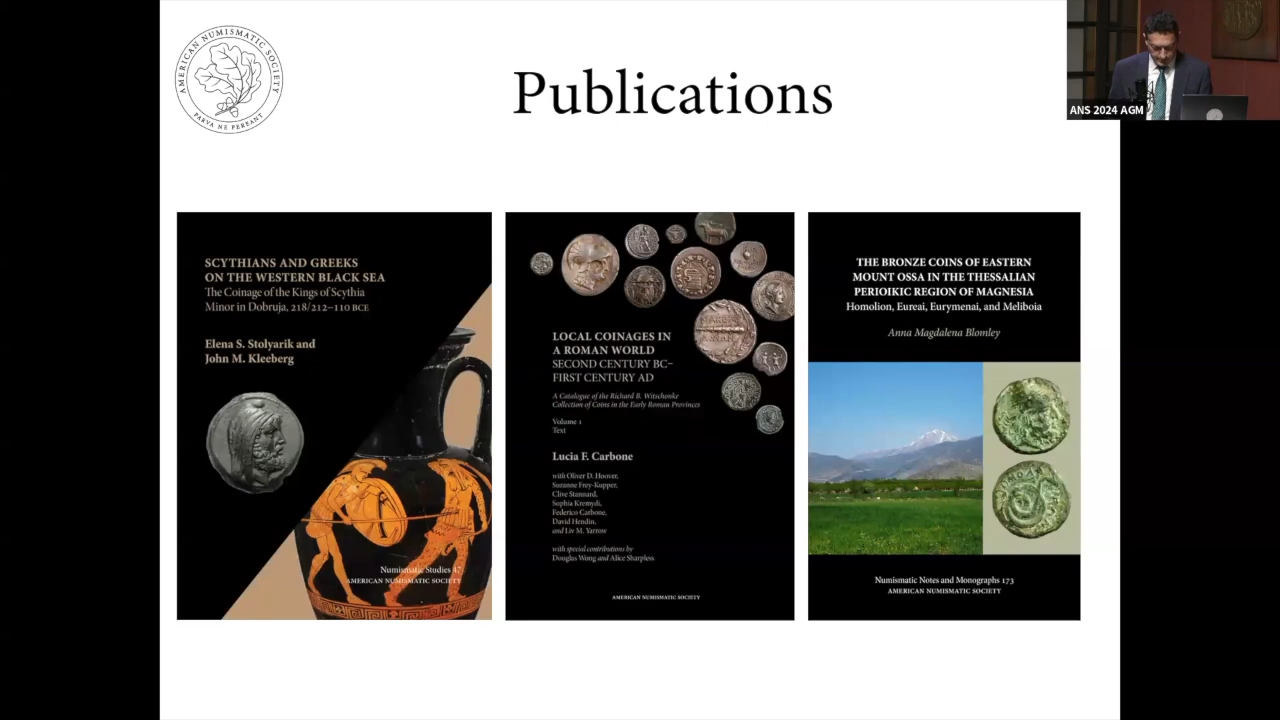 AMERICAN NUMISMATIC SOCIETY
PARVA NE PEREANT
Publications
ANS 2024 AGM
SCYTHIANS AND GREEKS
ON THE WESTERN BLACK SEA
The Coinage of the Kings of Scythia
Minor in Dobruja, 218/212–110 BCE
Elena S. Stolyarik and
John M. Kleeberg
Numismatic Studies 47
AMERICAN NUMISMATIC SOCIETY
LOCAL COINAGES IN
A ROMAN WORLD
SECOND CENTURY BC–
FIRST CENTURY AD
A Catalogue of the Richard B. Witschonke
Collection of Coins in the Early Roman Provinces
Volume 1
Text
Lucia F. Carbone
with Oliver D. Hoover,
Suzanne Frey-Kupper,
Clive Stannard,
Sophia Kremydi,
Federico Carbone,
David Hendin,
and Liv M. Yarrow
with special contributions by
Douglas Wong and Alice Sharpless
AMERICAN NUMISMATIC SOCIETY
THE BRONZE COINS OF EASTERN
MOUNT OSSA IN THE THESSALIAN
PERIOIKIC REGION OF MAGNESIA
Homolion, Eureai, Eurymenai, and Meliboia
Anna Magdalena Blomley
Numismatic Notes and Monographs 173
AMERICAN NUMISMATIC SOCIETY